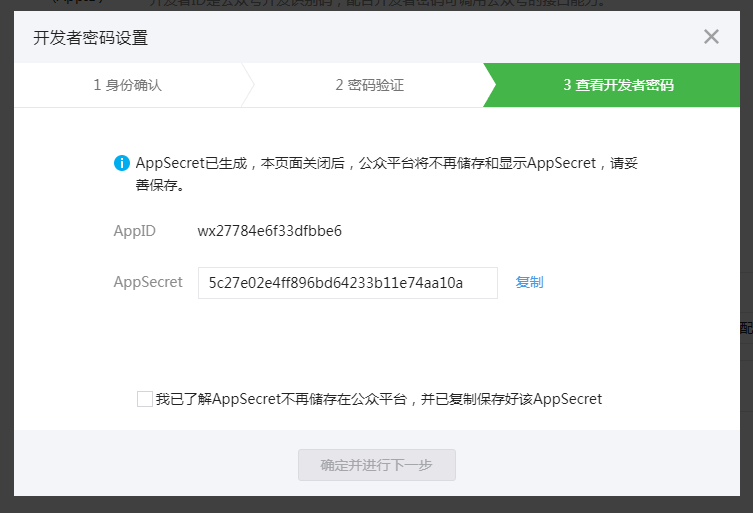 开发者密码设置
1 身份确认
2 密码验证
3 查看开发者密码
AppSecret已生成，本页面关闭后，公众平台将不再储存和显示AppSecret，请妥
善保存。
AppID wx27784e6f33dfbbe6
AppSecret 5c27e02e4ff896bd64233b11e74aa10a 复制
配
我已了解AppSecret不再储存在公众平台，并已复制保存好该AppSecret
确定并进行下一步